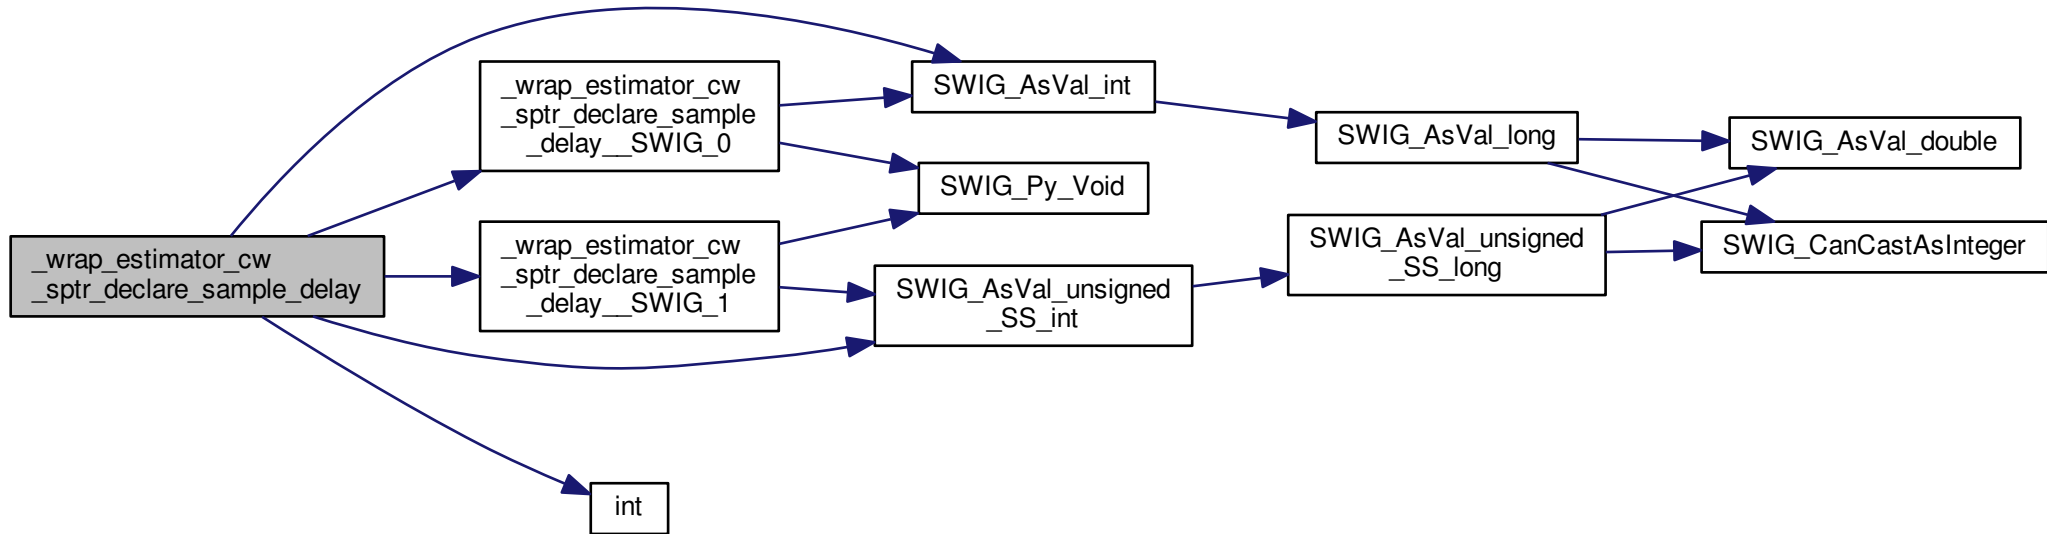 _wrap_estimator_cw
_sptr_declare_sample_delay
_wrap_estimator_cw
_sptr_declare_sample
_delay__SWIG_0
_wrap_estimator_cw
_sptr_declare_sample
_delay__SWIG_1
int
SWIG_AsVal_int
SWIG_Py_Void
SWIG_AsVal_unsigned
_SS_int
SWIG_AsVal_long
SWIG_AsVal_unsigned
_SS_long
SWIG_AsVal_double
SWIG_CanCastAsInteger